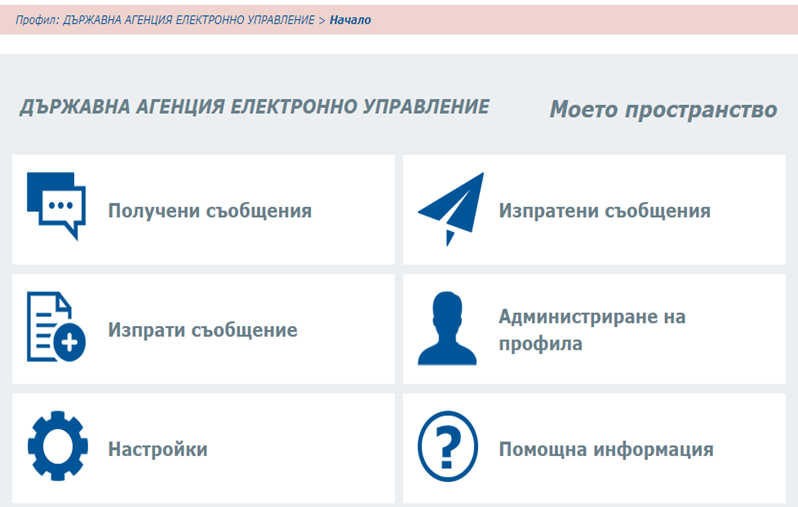 Профил: ДЪРЖАВНА АГЕНЦИЯ ЕЛЕКТРОННО УПРАВЛЕНИЕ > Начало
ДЪРЖАВНА АГЕНЦИЯ ЕЛЕКТРОННО УПРАВЛЕНИЕ
Моето пространство
Получени съобщения
Изпратени съобщения
Изпрати съобщение
Администриране на
профила
Настройки
Помощна информация